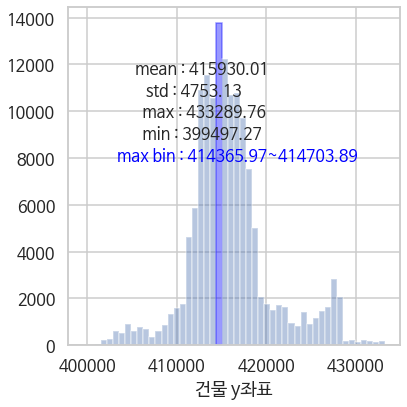 14000
12000
10000
8000
6000
4000
2000
0
mean : 415930.01
std : 4753.13
max : 433289.76
min : 399497.27
max bin : 414365.97~414703.89
400000 410000 420000 430000
건물 y좌표